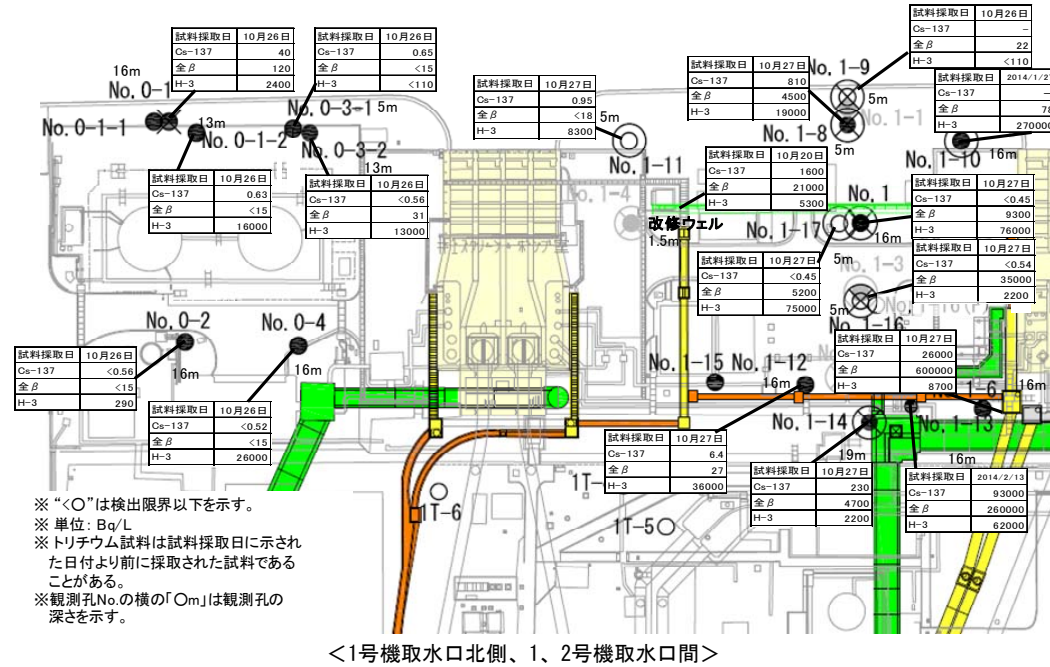 試料採取日 10月26日
Cs-137 40
全β 120
H-3 2400
試料採取日 10月26日
Cs-137 0.65
全β <15
H-3 <110
試料採取日 10月27日
Cs-137 0.95
全β <18
H-3 8300
試料採取日 10月27日
Cs-137 810
全β 4500
H-3 19000
試料採取日 10月26日
Cs-137 -
全β 22
H-3 <110
試料採取日
Cs-137
全β 78
H-3 270000
16m
No. 0-1
No. 0-1-1
13m
No. 0-1-2
No. 0-3-1
5m
No. 0-3-2
13m
5m
No. 1-11
No. 1-9
5m
No. 1-8
5m
No. 1-1
No. 1-10
16m
試料採取日 10月26日
Cs-137 0.63
全β <15
H-3 16000
試料採取日 10月26日
Cs-137 <0.56
全β 31
H-3 13000
試料採取日 10月20日
Cs-137 1600
全β 21000
H-3 5300
No. 1-4
改修ウェル
1.5m
No. 1-17
5m
No. 1
16m
試料採取日 10月27日
Cs-137 <0.45
全β 9300
H-3 76000
試料採取日 10月27日
Cs-137 <0.45
全β 5200
H-3 75000
No. 1-3
試料採取日 10月27日
Cs-137 <0.54
全β 35000
H-3 2200
5m
No. 1-16
No. 0-2
16m
No. 0-4
16m
試料採取日 10月26日
Cs-137 <0.56
全β <15
H-3 290
試料採取日 10月26日
Cs-137 <0.52
全β <15
H-3 26000
No. 1-15
No. 1-12
16m
試料採取日 10月27日
Cs-137 26000
全β 600000
H-3 8700
1-6
16m
No. 1-14
19m
No. 1-13
16m
試料採取日 10月27日
Cs-137 6.4
全β 27
H-3 36000
試料採取日 10月27日
Cs-137 230
全β 4700
H-3 2200
試料採取日 2014/2/13
Cs-137 93000
全β 260000
H-3 62000
1T-6
1T-5
※ “<○”は検出限界以下を示す。
※ 単位: Bq/L
※ トリチウム試料は試料採取日に示され
た日付より前に採取された試料である
ことがある。
※観測孔No.の横の「○m」は観測孔の
深さを示す。
<1号機取水口北側、1、2号機取水口間>